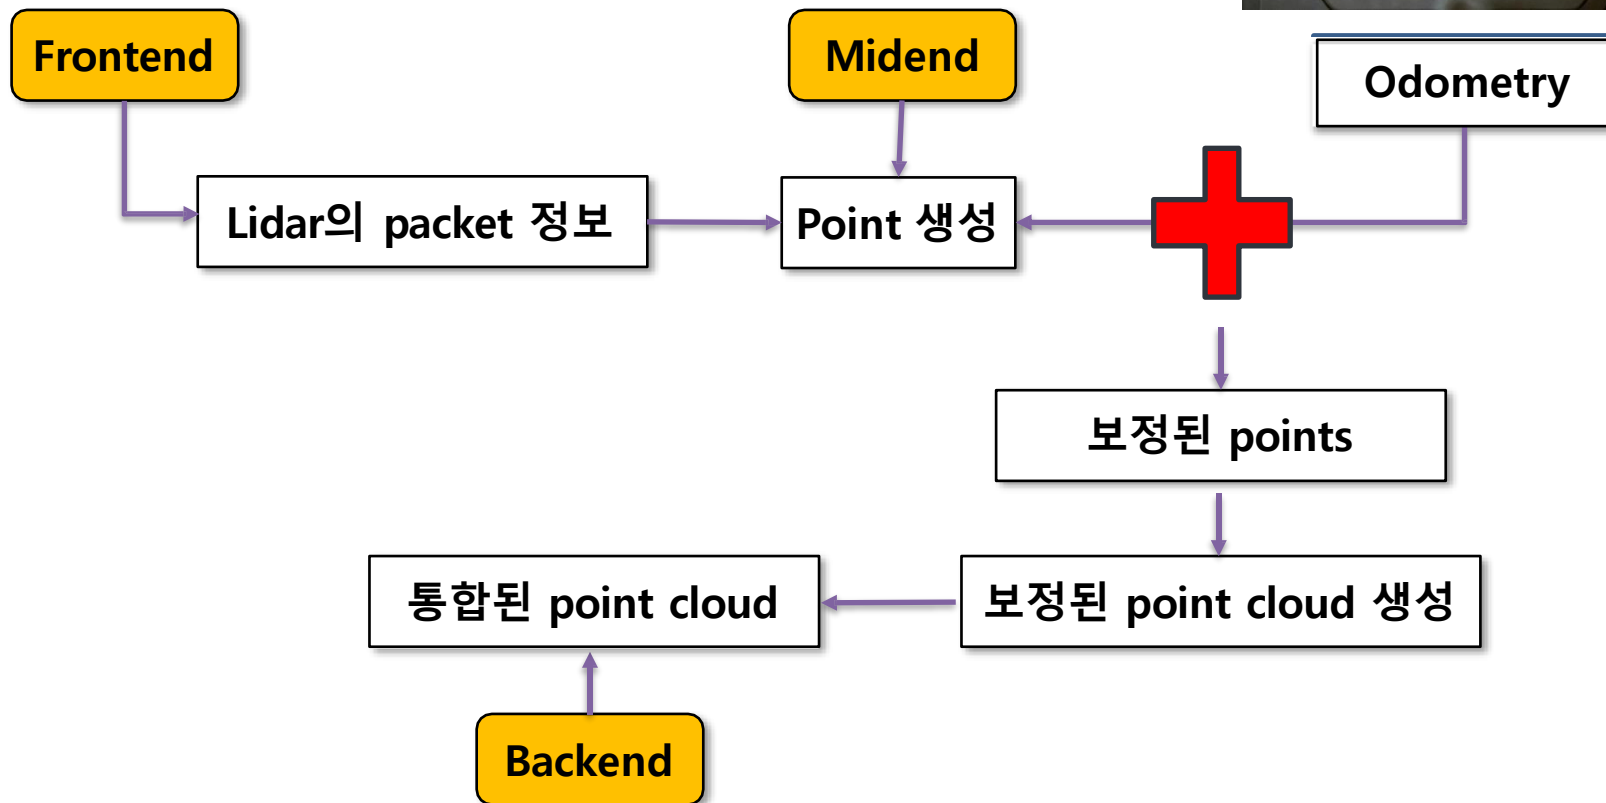 Frontend
Midend
Odometry
Lidar의 packet 정보
Point 생성
보정된 points
통합된 point cloud
보정된 point cloud 생성
Backend